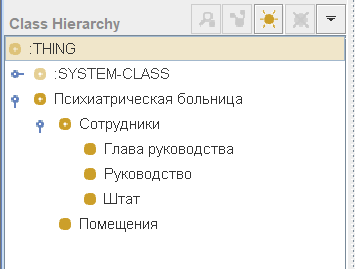 Class Hierarchy
:THING
:SYSTEM-CLASS
Психиатрическая больница
Сотрудники
Глава руководства
Руководство
Штат
Помещения